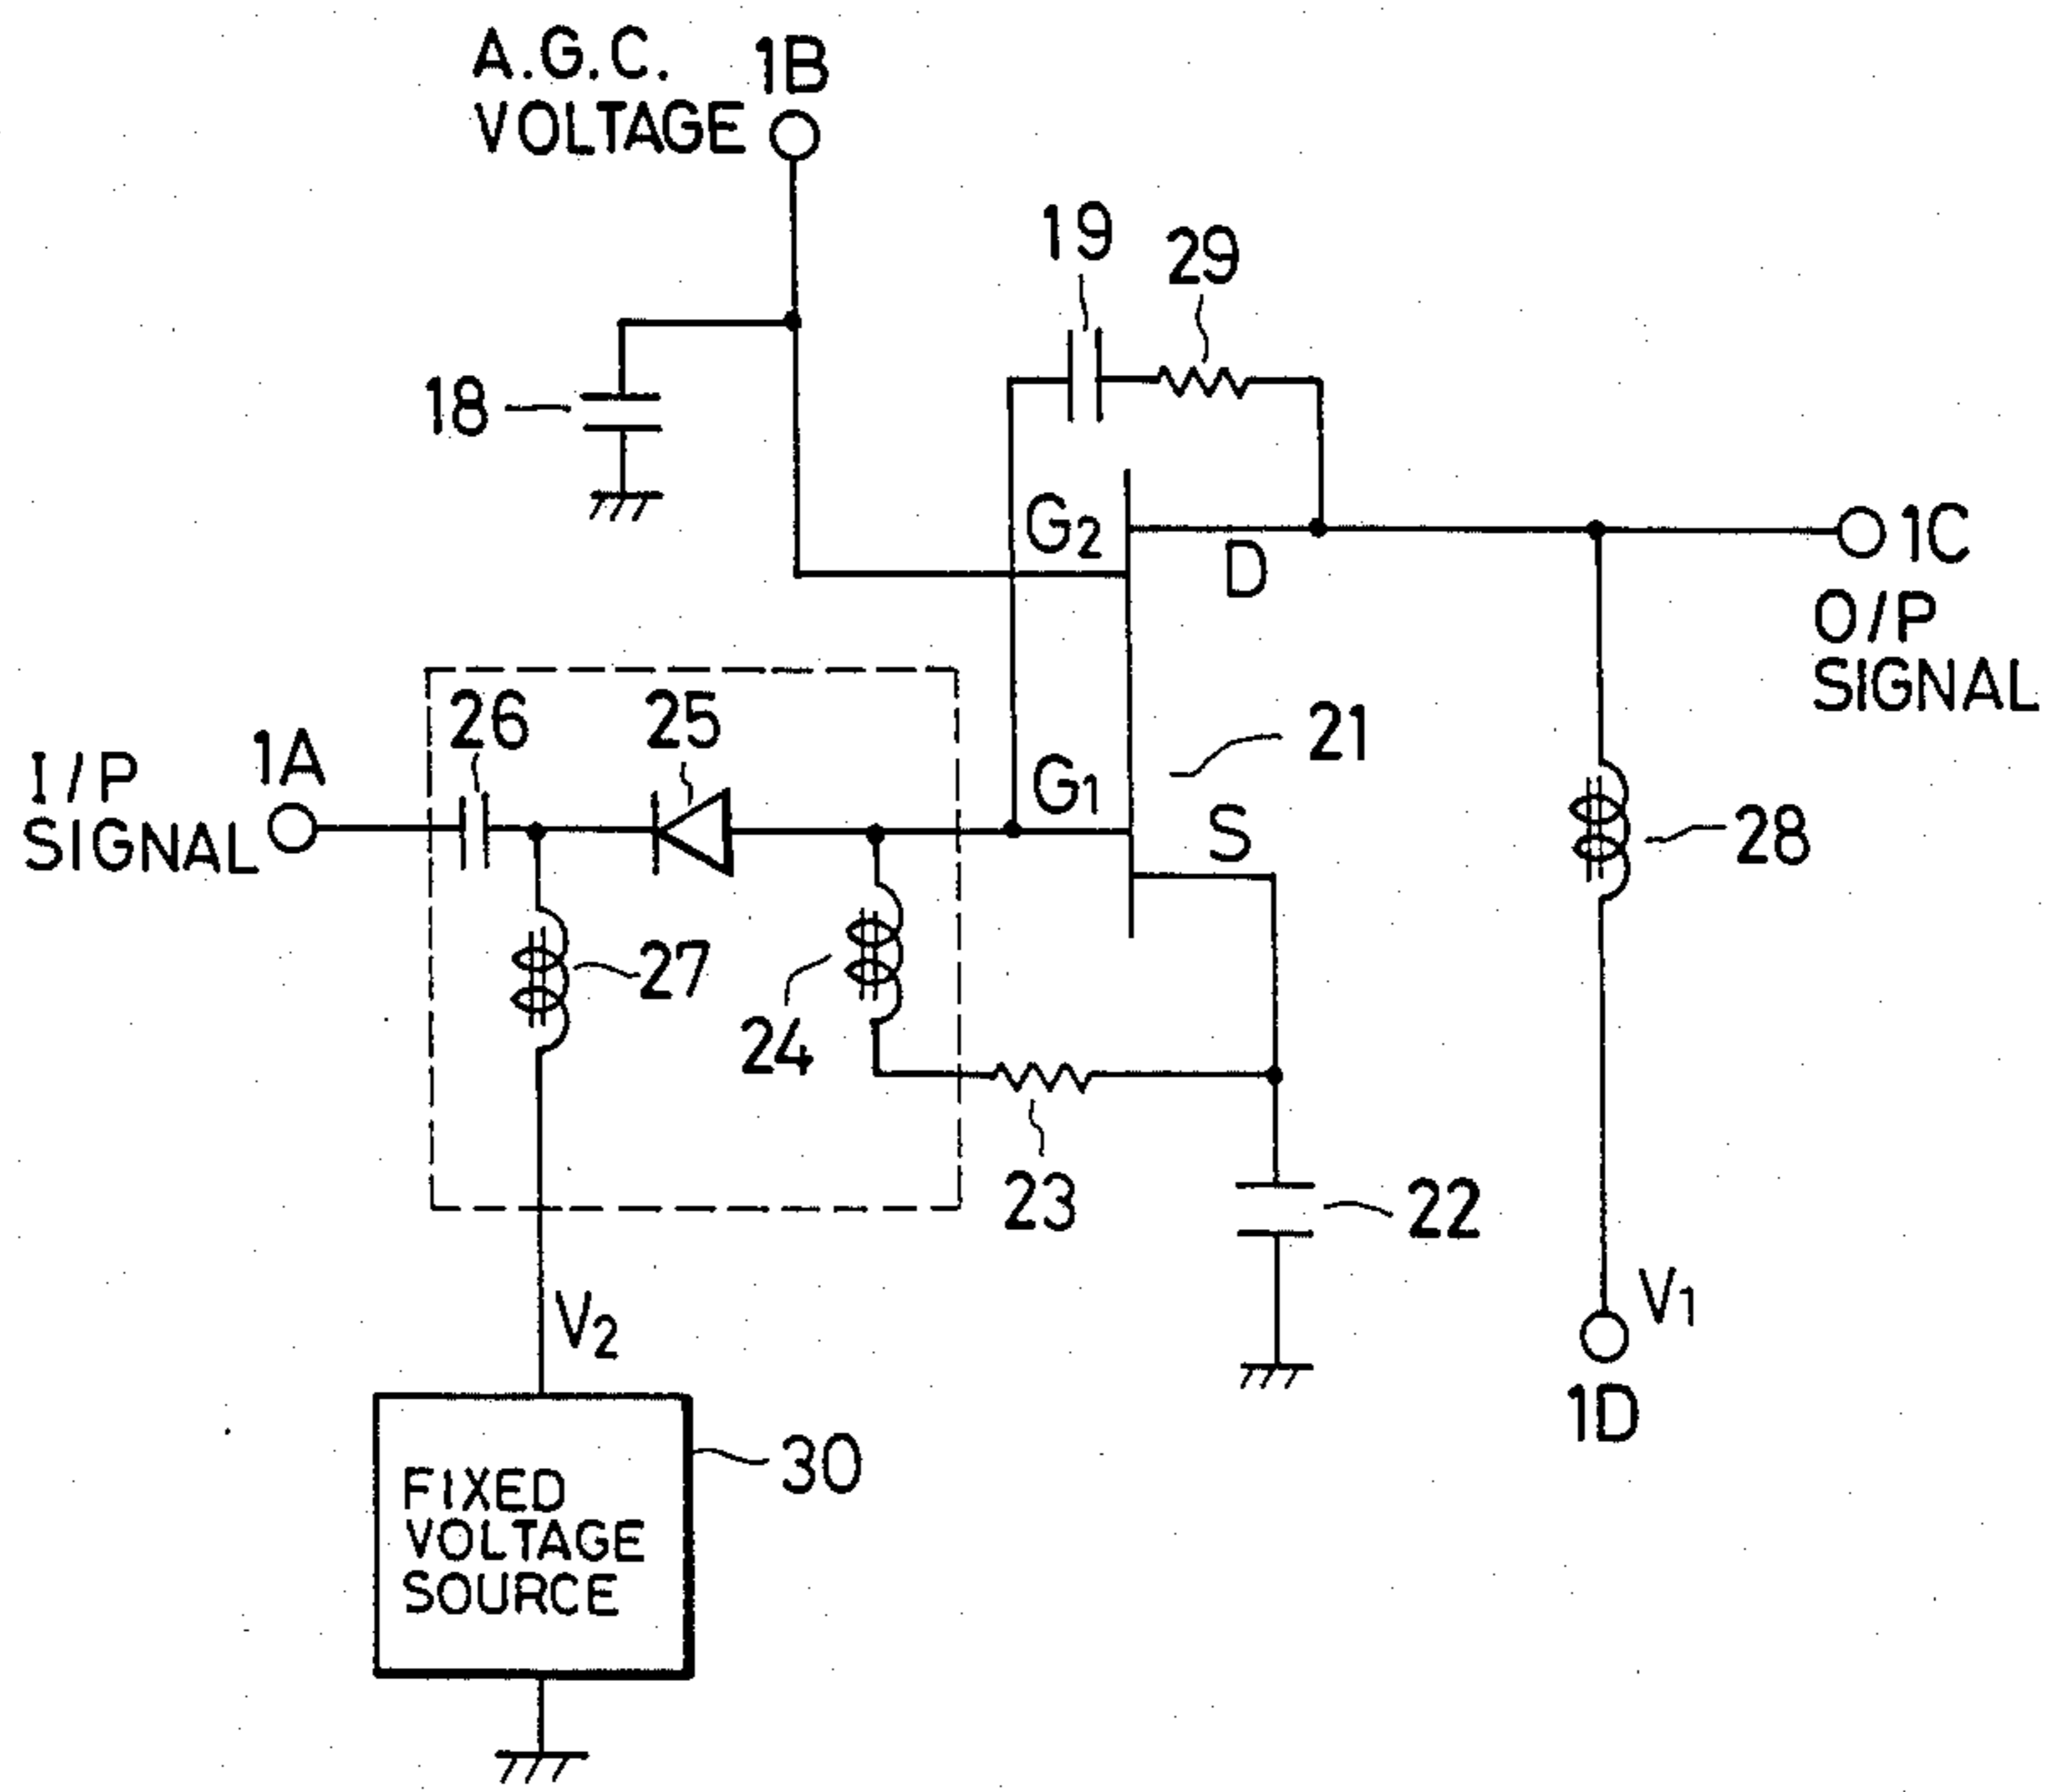 A.G.C.
VOLTAGE
1B
19
29
18
G2
D
1C
O/P
SIGNAL
26
25
1A
I/P
SIGNAL
G1
21
S
28
27
24
23
22
V2
V1
1D
30
FIXED
VOLTAGE
SOURCE